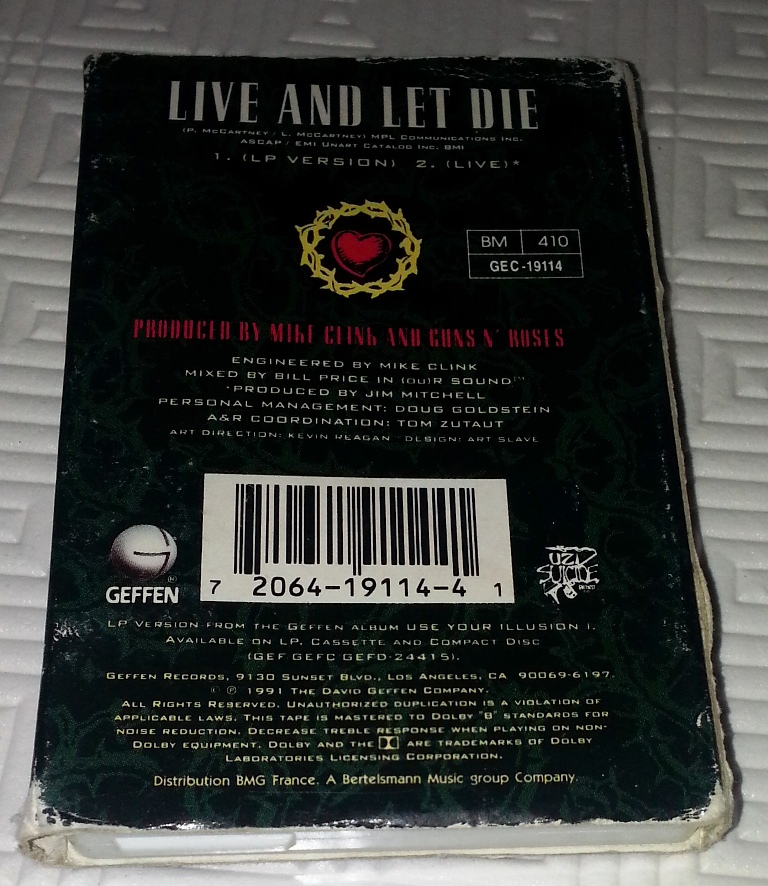 LIVE AND LET DIE
(P. McCARTNEY / L. McCARTNEY) MPL COMMUNICATIONS INC.
ASCAP / EMI UNART CATALOG INC. BMI
1. (LP VERSION) 2. (LIVE)*
BM 410
GEC-19114
PRODUCED BY MIKE CLINK AND GUNS N' ROSES
ENGINEERED BY MIKE CLINK
MIXED BY BILL PRICE IN (OU)R SOUND™
*PRODUCED BY JIM MITCHELL
PERSONAL MANAGEMENT: DOUG GOLDSTEIN
A&R COORDINATION: TOM ZUTAUT
ART DIRECTION: KEVIN REAGAN DESIGN: ART SLAVE
7 2064-19114-4 1
GEFFEN®
UZI SUICIDE
LP VERSION FROM THE GEFFEN ALBUM USE YOUR ILLUSION I.
AVAILABLE ON LP, CASSETTE AND COMPACT DISC
(GEF GEFC GEFD-24415).
GEFFEN RECORDS, 9130 SUNSET BLVD., LOS ANGELES, CA 90069-6197.
© ℗ 1991 THE DAVID GEFFEN COMPANY.
ALL RIGHTS RESERVED. UNAUTHORIZED DUPLICATION IS A VIOLATION OF
APPLICABLE LAWS. THIS TAPE IS MASTERED TO DOLBY "B" STANDARDS FOR
NOISE REDUCTION. DECREASE TREBLE RESPONSE WHEN PLAYING ON NON-
DOLBY EQUIPMENT. DOLBY AND THE ARE TRADEMARKS OF DOLBY
LABORATORIES LICENSING CORPORATION.
Distribution BMG France. A Bertelsmann Music group Company.